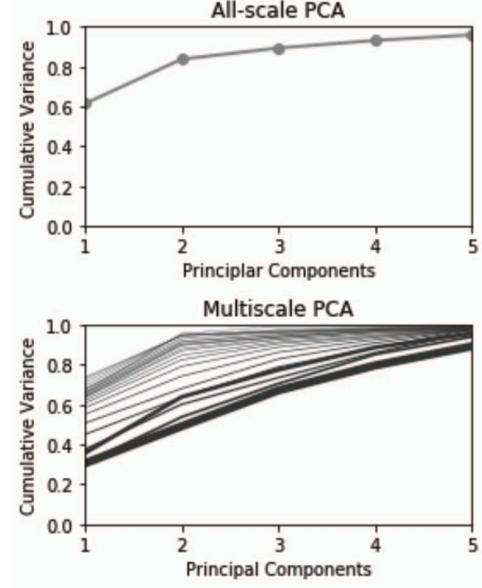 All-scale PCA
1.0
0.8
0.6
0.4
0.2
0.0
Cumulative Variance
1 2 3 4 5
Principlar Components
Multiscale PCA
1.0
0.8
0.6
0.4
0.2
0.0
Cumulative Variance
1 2 3 4 5
Principal Components